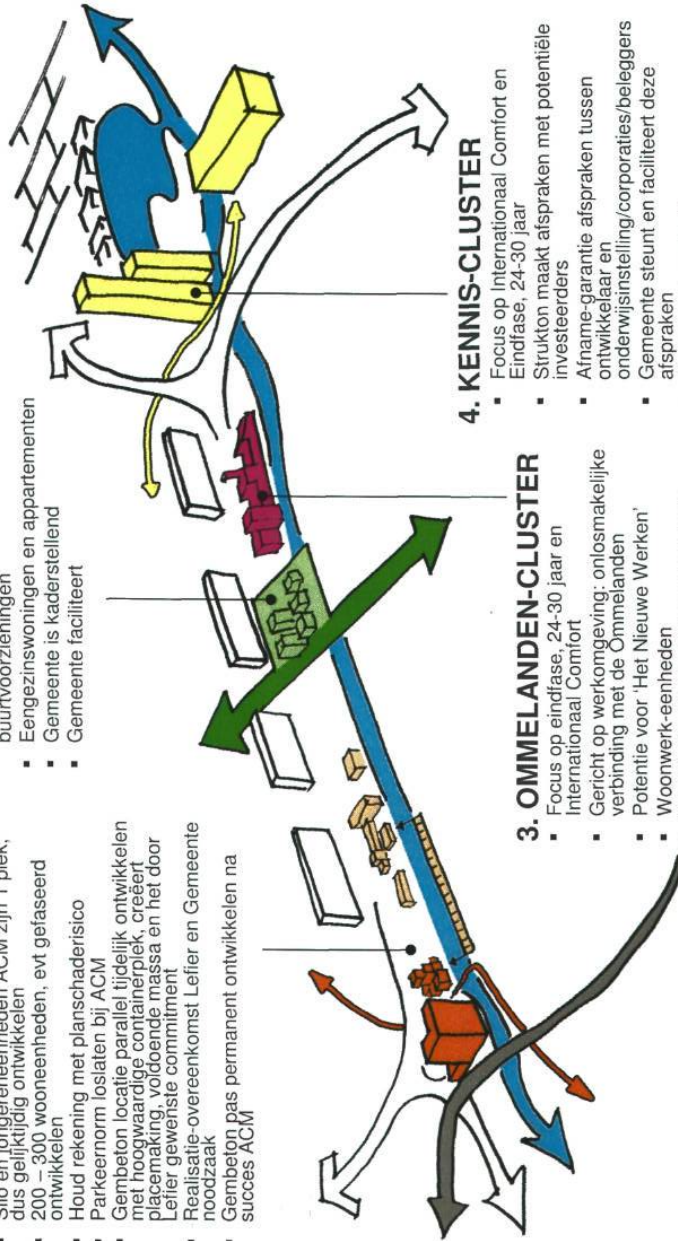 Silo en jongereneenheden ACM zijn 1 plek,
dus gelijktijdig ontwikkelen
200 – 300 wooneenheden, evt gefaseerd
ontwikkelen
Houd rekening met planschaderisico
Parkeernorm loslaten bij ACM
Gembeton locatie parallel tijdelijk ontwikkelen
met hoogwaardige containerplek, creëert
placemaking, voldoende massa en het door
Lefier gewenste commitment
Realisatie-overeenkomst Lefier en Gemeente
noodzaak
Gembeton pas permanent ontwikkelen na
succes ACM
buurtvoorzieningen
▪ Eengezinswoningen en appartementen
▪ Gemeente is kaderstellend
▪ Gemeente faciliteert
3. OMMELANDEN-CLUSTER
▪ Focus op eindfase, 24-30 jaar en
Internationaal Comfort
▪ Gericht op werkomgeving: onlosmakelijke
verbinding met de Ommelanden
▪ Potentie voor 'Het Nieuwe Werken'
▪ Woonwerk-eenheden
4. KENNIS-CLUSTER
▪ Focus op Internationaal Comfort en
Eindfase, 24-30 jaar
▪ Strukton maakt afspraken met potentiële
investeerders
▪ Afname-garantie afspraken tussen
ontwikkelaar en
onderwijsinstelling/corporaties/beleggers
▪ Gemeente steunt en faciliteert deze
afspraken